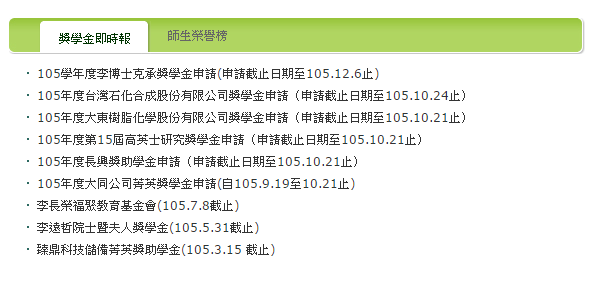 獎學金即時報
師生榮譽榜
105學年度李博士克承獎學金申請(申請截止日期至105.12.6止)
105年度台灣石化合成股份有限公司獎學金申請（申請截止日期至105.10.24止）
105年度大東樹脂化學股份有限公司獎學金申請（申請截止日期至105.10.21止）
105年度第15屆高英士研究獎學金申請（申請截止日期至105.10.21止）
105年度長興獎助學金申請（申請截止日期至105.10.21止）
105年度大同公司菁英獎學金申請(自105.9.19至10.21止)
李長榮福聚教育基金會(105.7.8截止)
李遠哲院士暨夫人獎學金(105.5.31截止)
臻鼎科技儲備菁英獎助學金(105.3.15 截止)